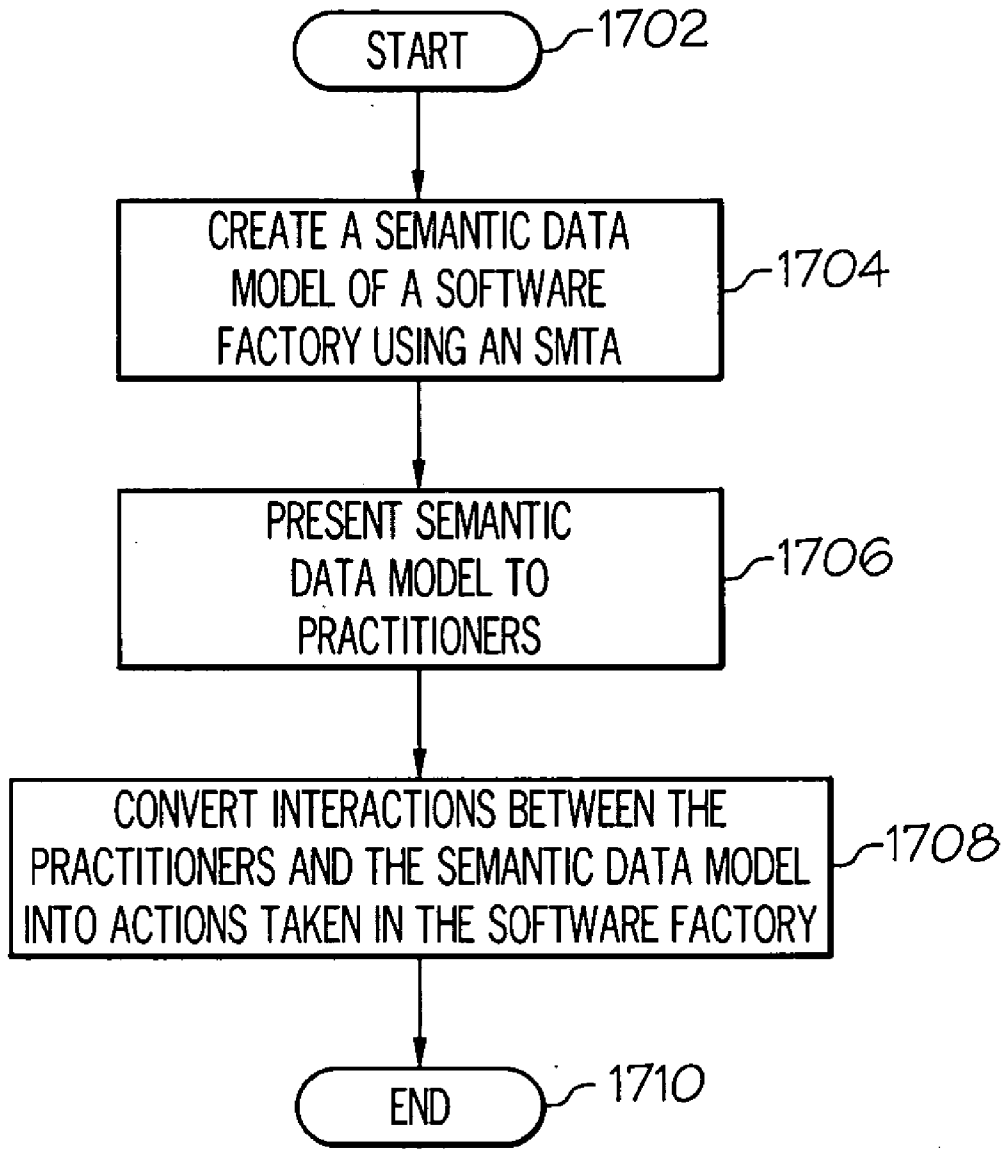 START
1702
CREATE A SEMANTIC DATA
MODEL OF A SOFTWARE
FACTORY USING AN SMTA
1704
PRESENT SEMANTIC
DATA MODEL TO
PRACTITIONERS
1706
CONVERT INTERACTIONS BETWEEN THE
PRACTITIONERS AND THE SEMANTIC DATA MODEL
INTO ACTIONS TAKEN IN THE SOFTWARE FACTORY
1708
END
1710